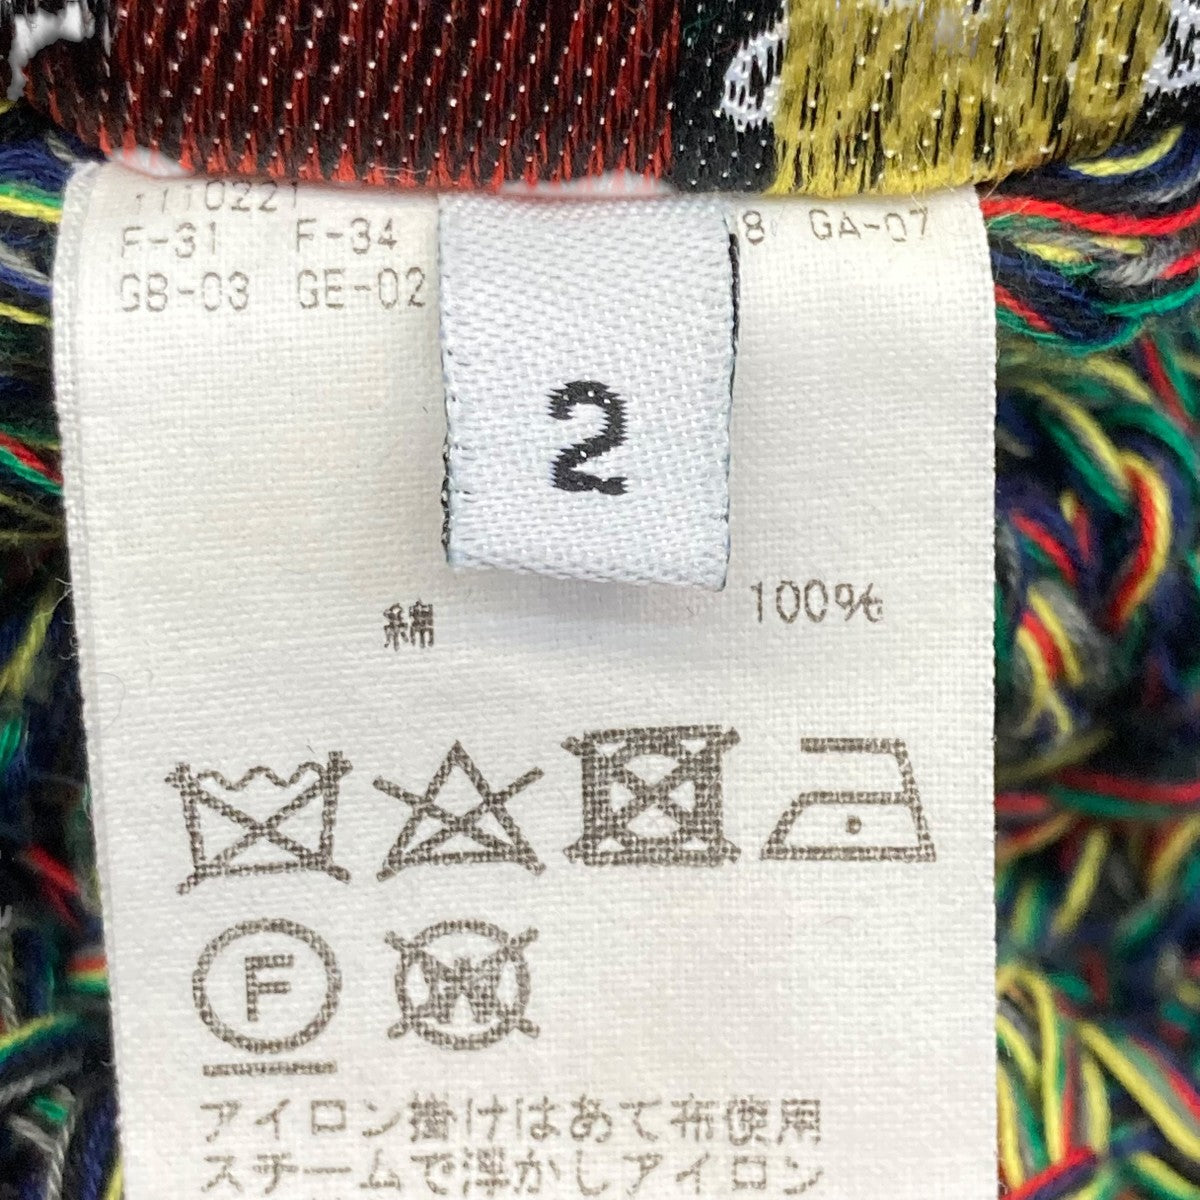 1110221
F-31 F-34 8 GA-07
GB-03 GE-02
2
綿 100%
F
W
アイロン掛けはあて布使用
スチームで浮かしアイロン